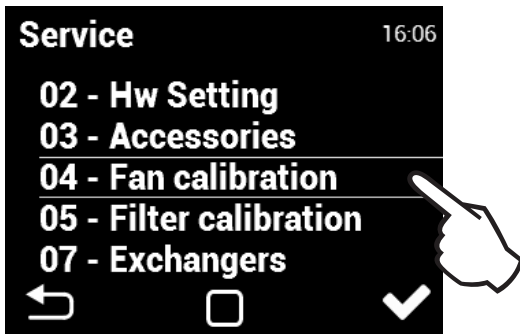 Service 16:06
02 - Hw Setting
03 - Accessories
04 - Fan calibration
05 - Filter calibration
07 - Exchangers